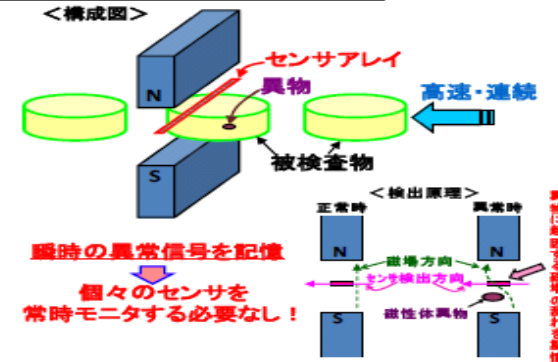 ＜構成図＞
センサアレイ
異物
N
高速・連続
被検査物
S
＜検出原理＞
正常時
異常時
N
N
磁場方向
センサ検出方向
磁性体異物
S
S
瞬時の異常信号を記憶
個々のセンサを
常時モニタする必要なし！